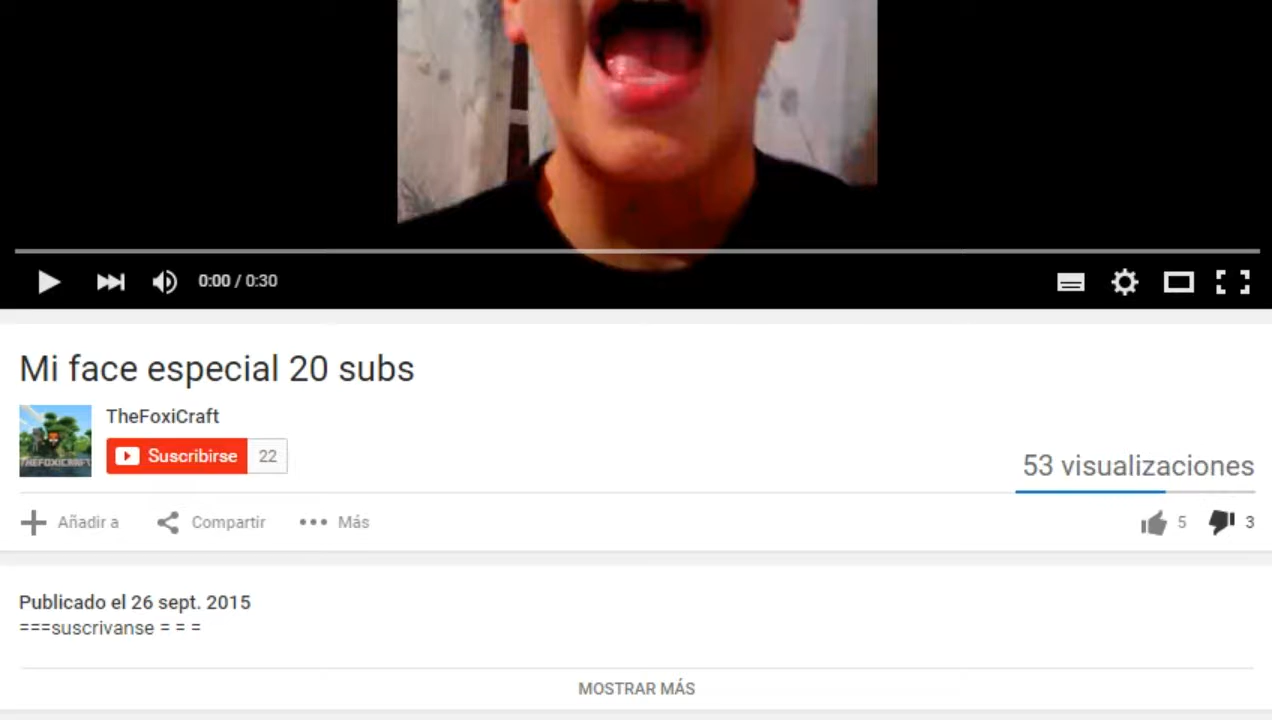 0:00 / 0:30
Mi face especial 20 subs
THEFOXICRAFT
TheFoxiCraft
Suscribirse 22
53 visualizaciones
Añadir a Compartir Más 5 3
Publicado el 26 sept. 2015
===suscrivanse = = =
MOSTRAR MÁS